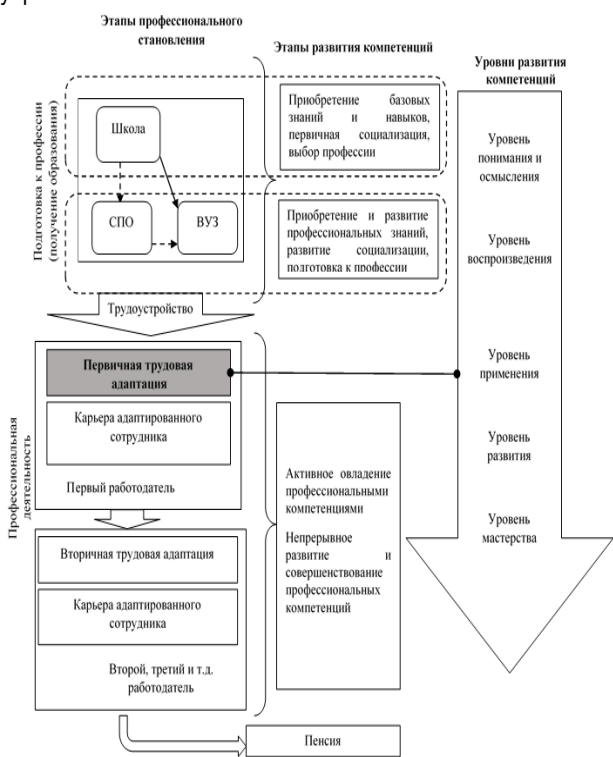 Этапы профессионального
становления
Этапы развития компетенций
Уровни развития
компетенций
Подготовка к профессии
(получение образования)
Школа
СПО
ВУЗ
Приобретение базовых
знаний и навыков,
первичная социализация,
выбор профессии
Приобретение и развитие
профессиональных знаний,
развитие социализации,
подготовка к профессии
Уровень
понимания и
осмысления
Уровень
воспроизведения
Трудоустройство
Профессиональная
деятельность
Первичная трудовая
адаптация
Карьера адаптированного
сотрудника
Первый работодатель
Вторичная трудовая адаптация
Карьера адаптированного
сотрудника
Второй, третий и т.д.
работодатель
Активное овладение
профессиональными
компетенциями
Непрерывное
развитие и
совершенствование
профессиональных
компетенций
Уровень
применения
Уровень
развития
Уровень
мастерства
Пенсия